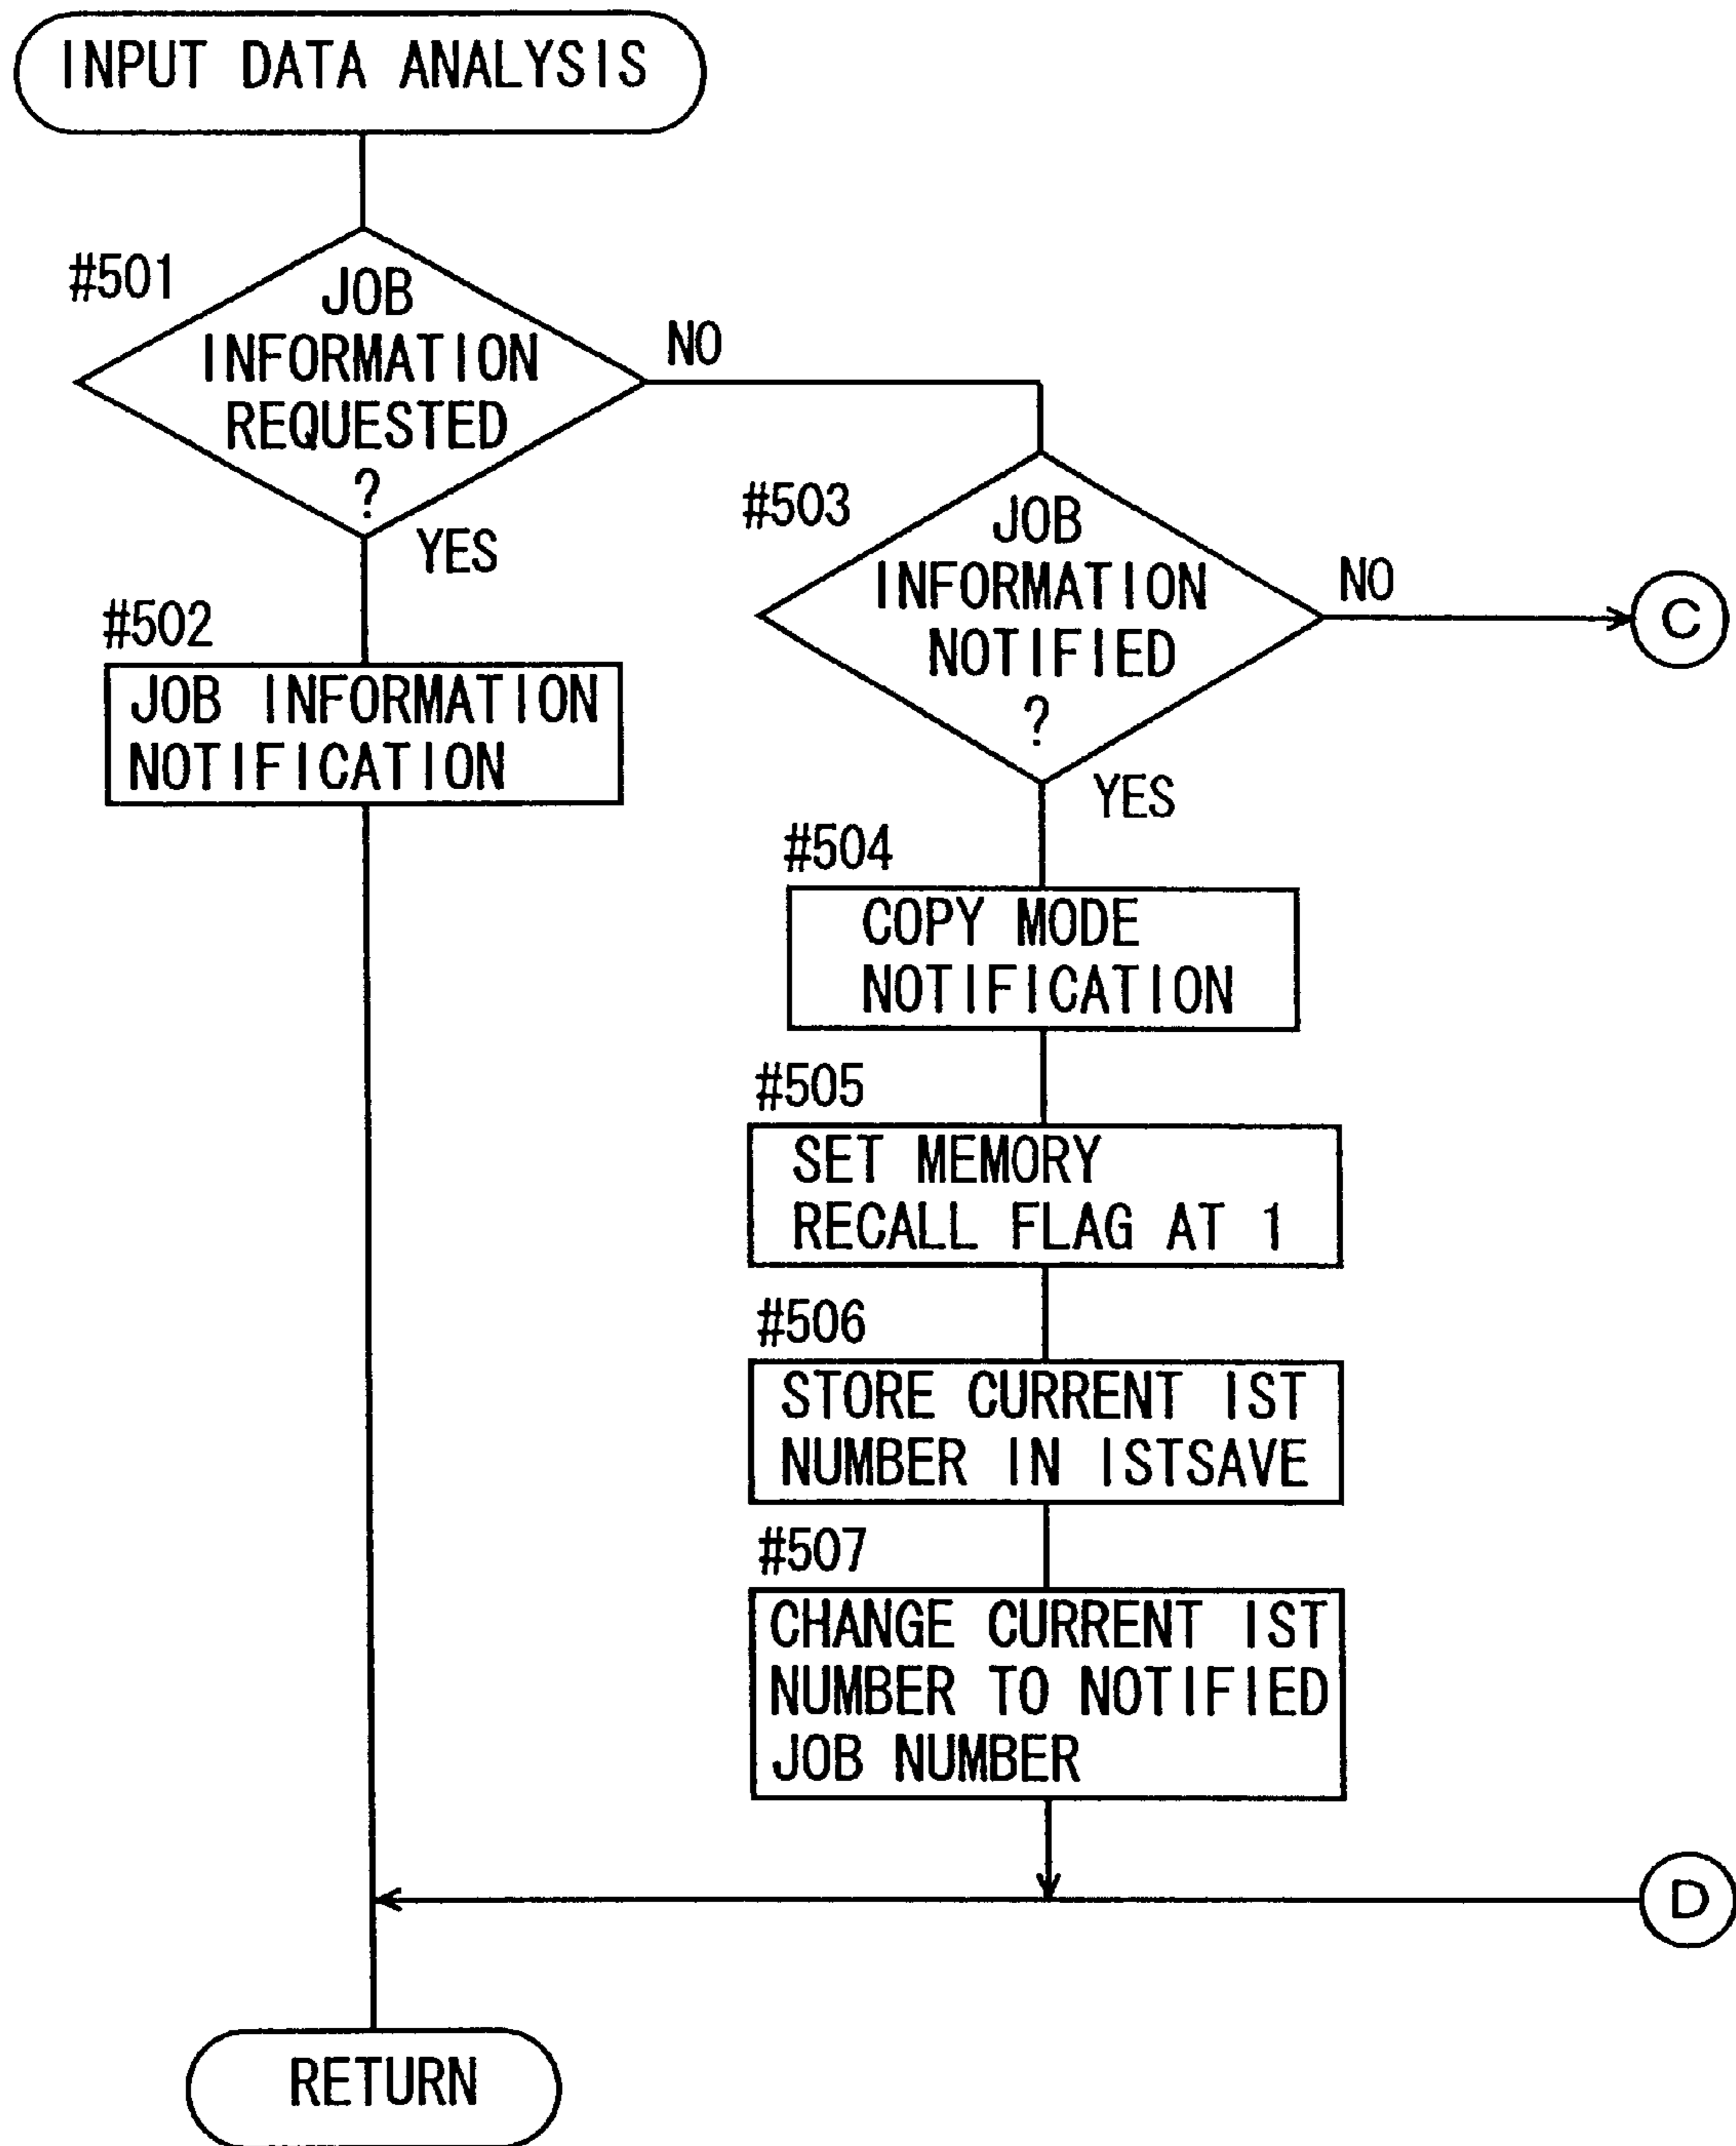 INPUT DATA ANALYSIS
#501
JOB
INFORMATION
REQUESTED
?
NO
YES
#502
JOB INFORMATION
NOTIFICATION
#503
JOB
INFORMATION
NOTIFIED
?
NO
C
YES
#504
COPY MODE
NOTIFICATION
#505
SET MEMORY
RECALL FLAG AT 1
#506
STORE CURRENT IST
NUMBER IN ISTSAVE
#507
CHANGE CURRENT IST
NUMBER TO NOTIFIED
JOB NUMBER
D
RETURN